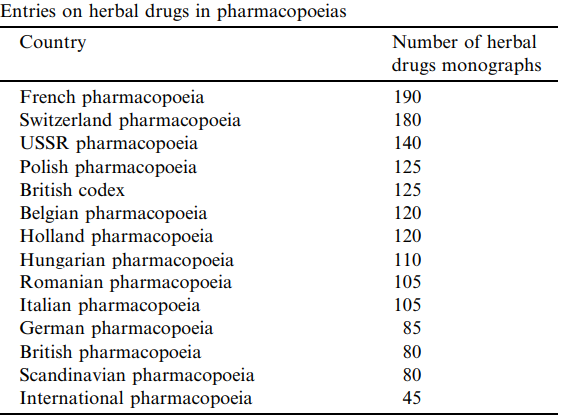 Entries on herbal drugs in pharmacopoeias
Country Number of herbal
drugs monographs
French pharmacopoeia 190
Switzerland pharmacopoeia 180
USSR pharmacopoeia 140
Polish pharmacopoeia 125
British codex 125
Belgian pharmacopoeia 120
Holland pharmacopoeia 120
Hungarian pharmacopoeia 110
Romanian pharmacopoeia 105
Italian pharmacopoeia 105
German pharmacopoeia 85
British pharmacopoeia 80
Scandinavian pharmacopoeia 80
International pharmacopoeia 45